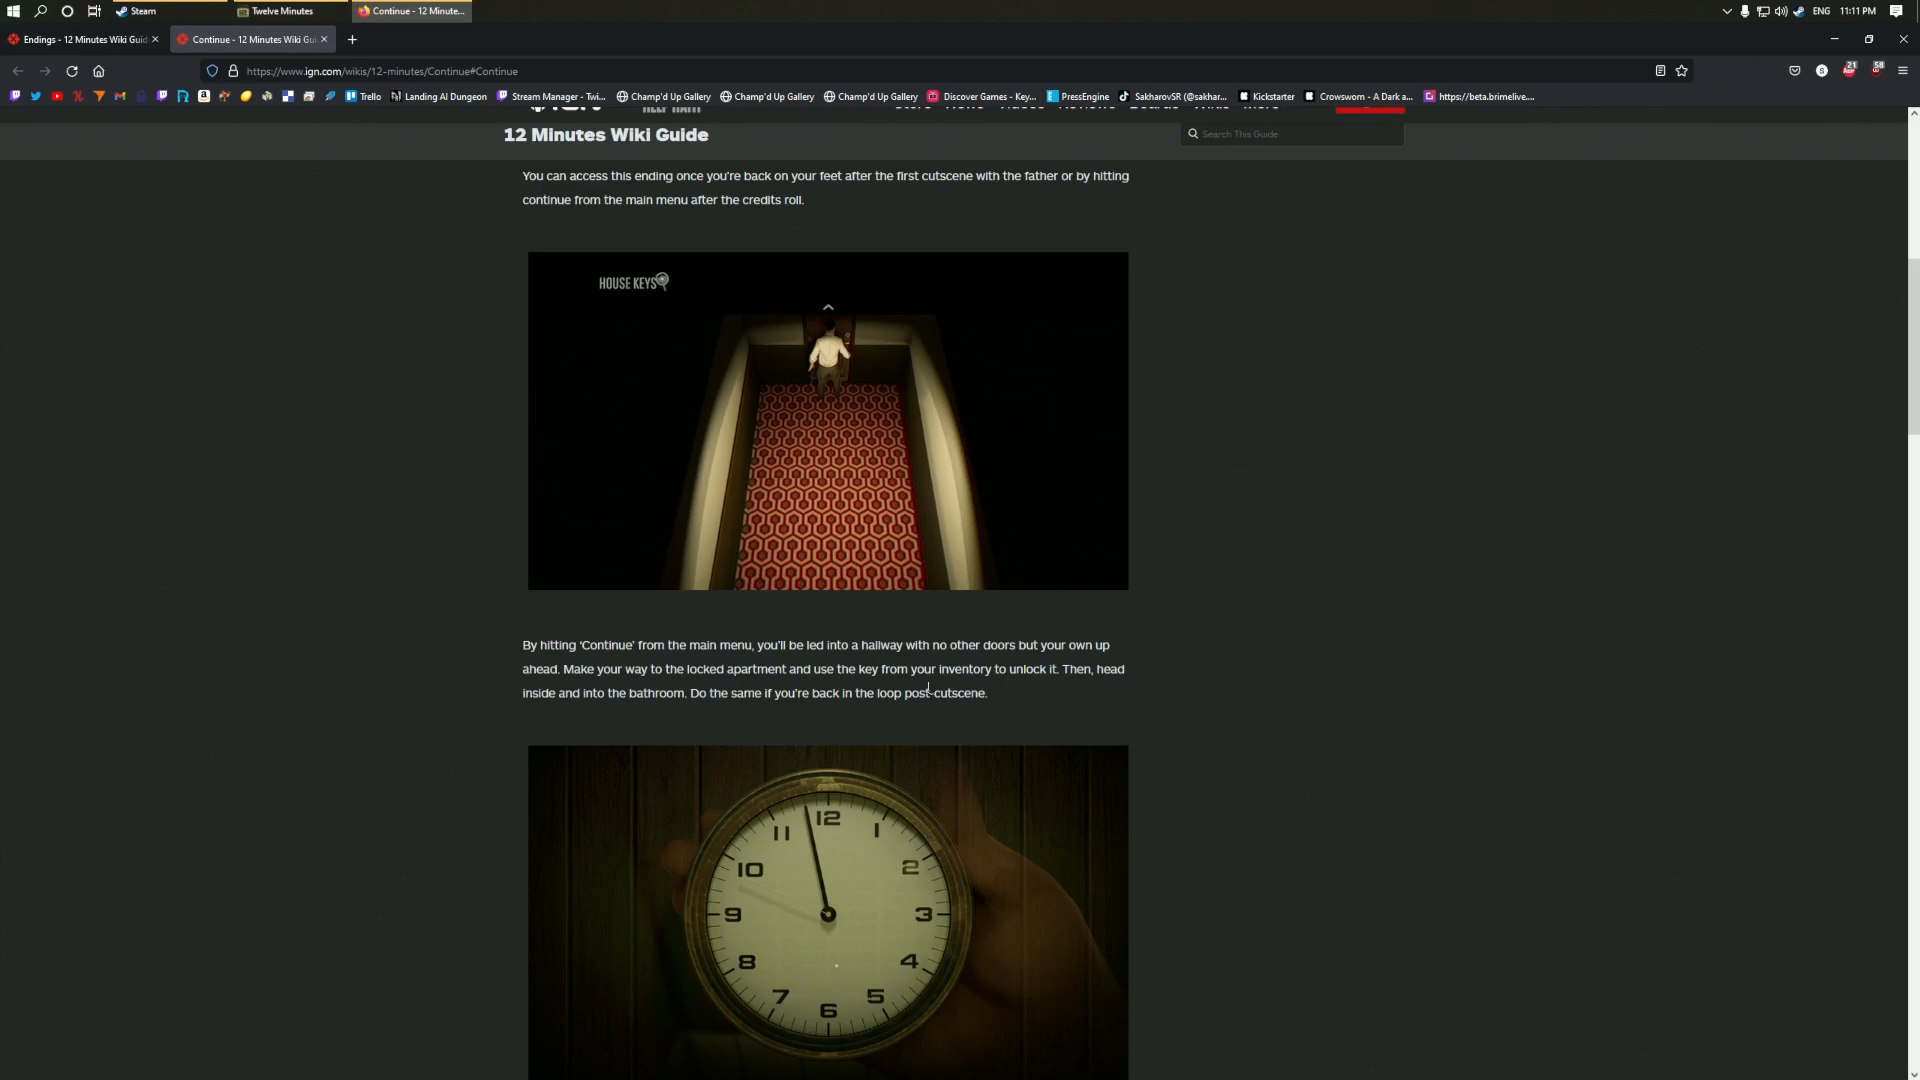 Steam
Twelve Minutes
Continue - 12 Minute...
ENG
11:11 PM
Endings - 12 Minutes Wiki Guid
Continue - 12 Minutes Wiki Gui
https://www.ign.com/wikis/12-minutes/Continue#Continue
21
58
Trello
Landing AI Dungeon
Stream Manager - Twi...
Champ'd Up Gallery
Champ'd Up Gallery
Champ'd Up Gallery
Discover Games - Key...
PressEngine
SakharovSR (@sakhar...
Kickstarter
Crowsworn - A Dark a...
https://beta.brimelive....
12 Minutes Wiki Guide
Search This Guide
You can access this ending once you're back on your feet after the first cutscene with the father or by hitting
continue from the main menu after the credits roll.
HOUSE KEYS
By hitting 'Continue' from the main menu, you'll be led into a hallway with no other doors but your own up
ahead. Make your way to the locked apartment and use the key from your inventory to unlock it. Then, head
inside and into the bathroom. Do the same if you're back in the loop post-cutscene.
12
11
1
10
2
9
3
8
4
7
5
6